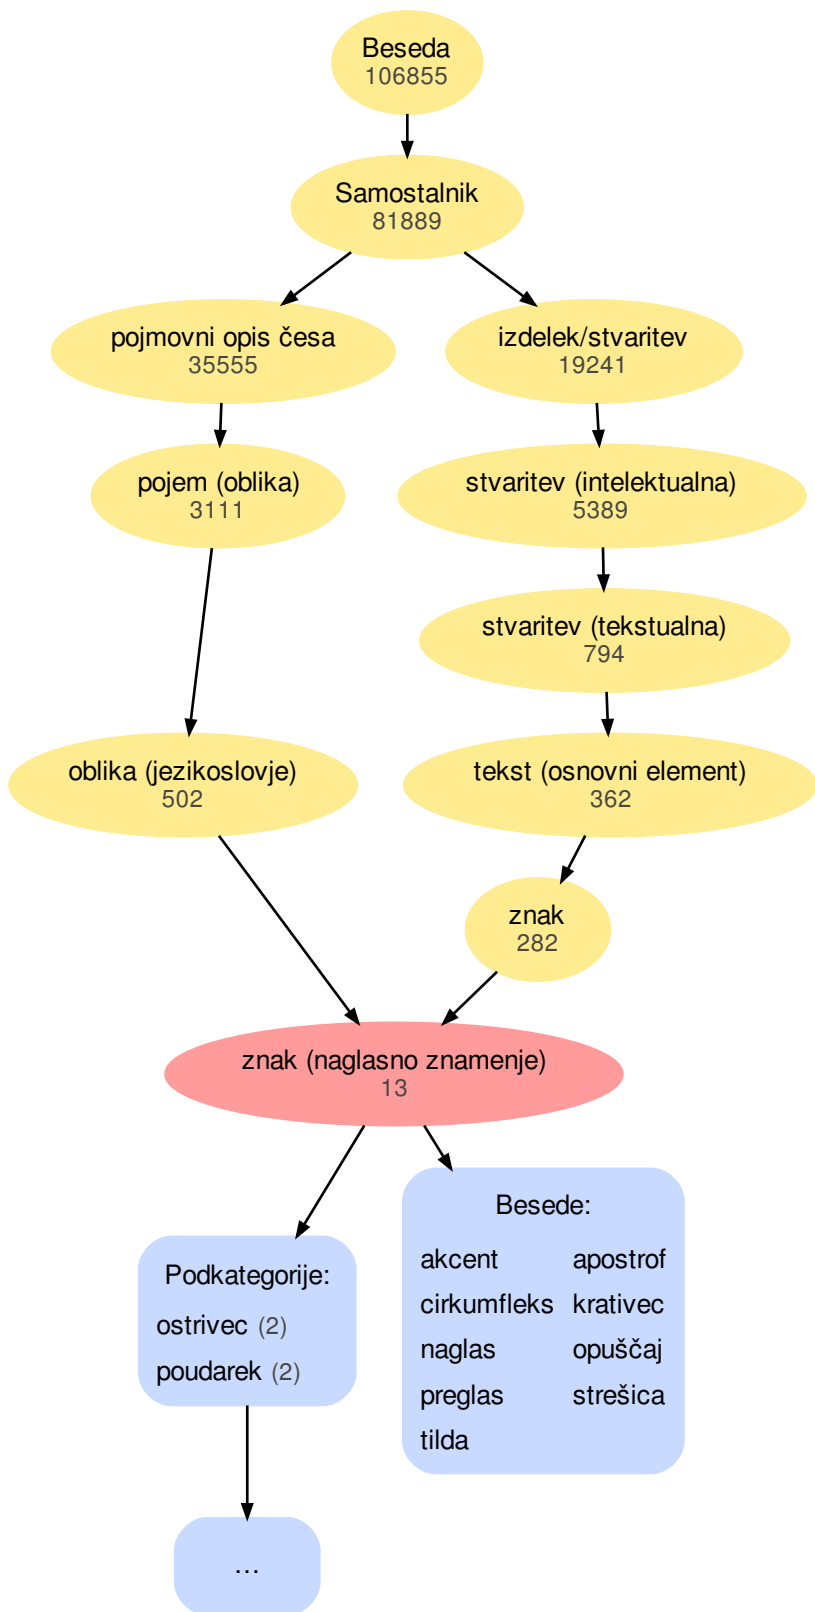 Beseda
106855
Samostalnik
81889
pojmovni opis česa
35555
izdelek/stvaritev
19241
pojem (oblika)
3111
stvaritev (intelektualna)
5389
stvaritev (tekstualna)
794
oblika (jezikoslovje)
502
tekst (osnovni element)
362
znak
282
znak (naglasno znamenje)
13
Podkategorije:
ostrivec (2)
poudarek (2)
Besede:
akcent apostrof
cirkumfleks krativec
naglas opuščaj
preglas strešica
tilda
...